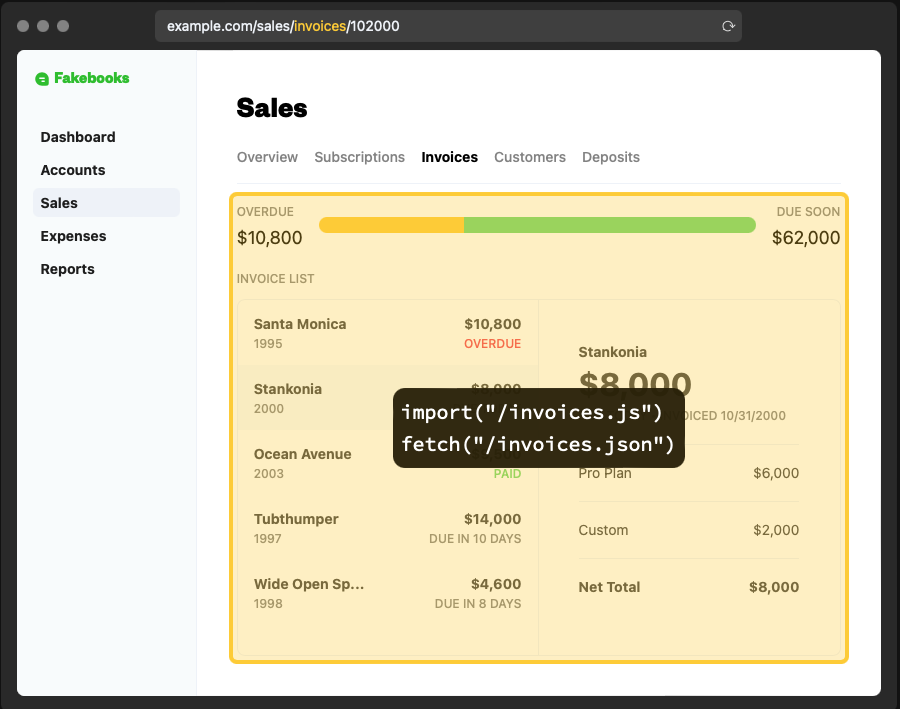 example.com/sales/invoices/102000
Fakebooks
Dashboard
Accounts
Sales
Expenses
Reports
Sales
Overview Subscriptions Invoices Customers Deposits
OVERDUE
$10,800
DUE SOON
$62,000
INVOICE LIST
Santa Monica $10,800
1995 OVERDUE
Stankonia $8,000
2000
Ocean Avenue
2003 PAID
Tubthumper $14,000
1997 DUE IN 10 DAYS
Wide Open Sp... $4,600
1998 DUE IN 8 DAYS
Stankonia
$8,000
10/31/2000
import("/invoices.js")
fetch("/invoices.json")
Pro Plan $6,000
Custom $2,000
Net Total $8,000